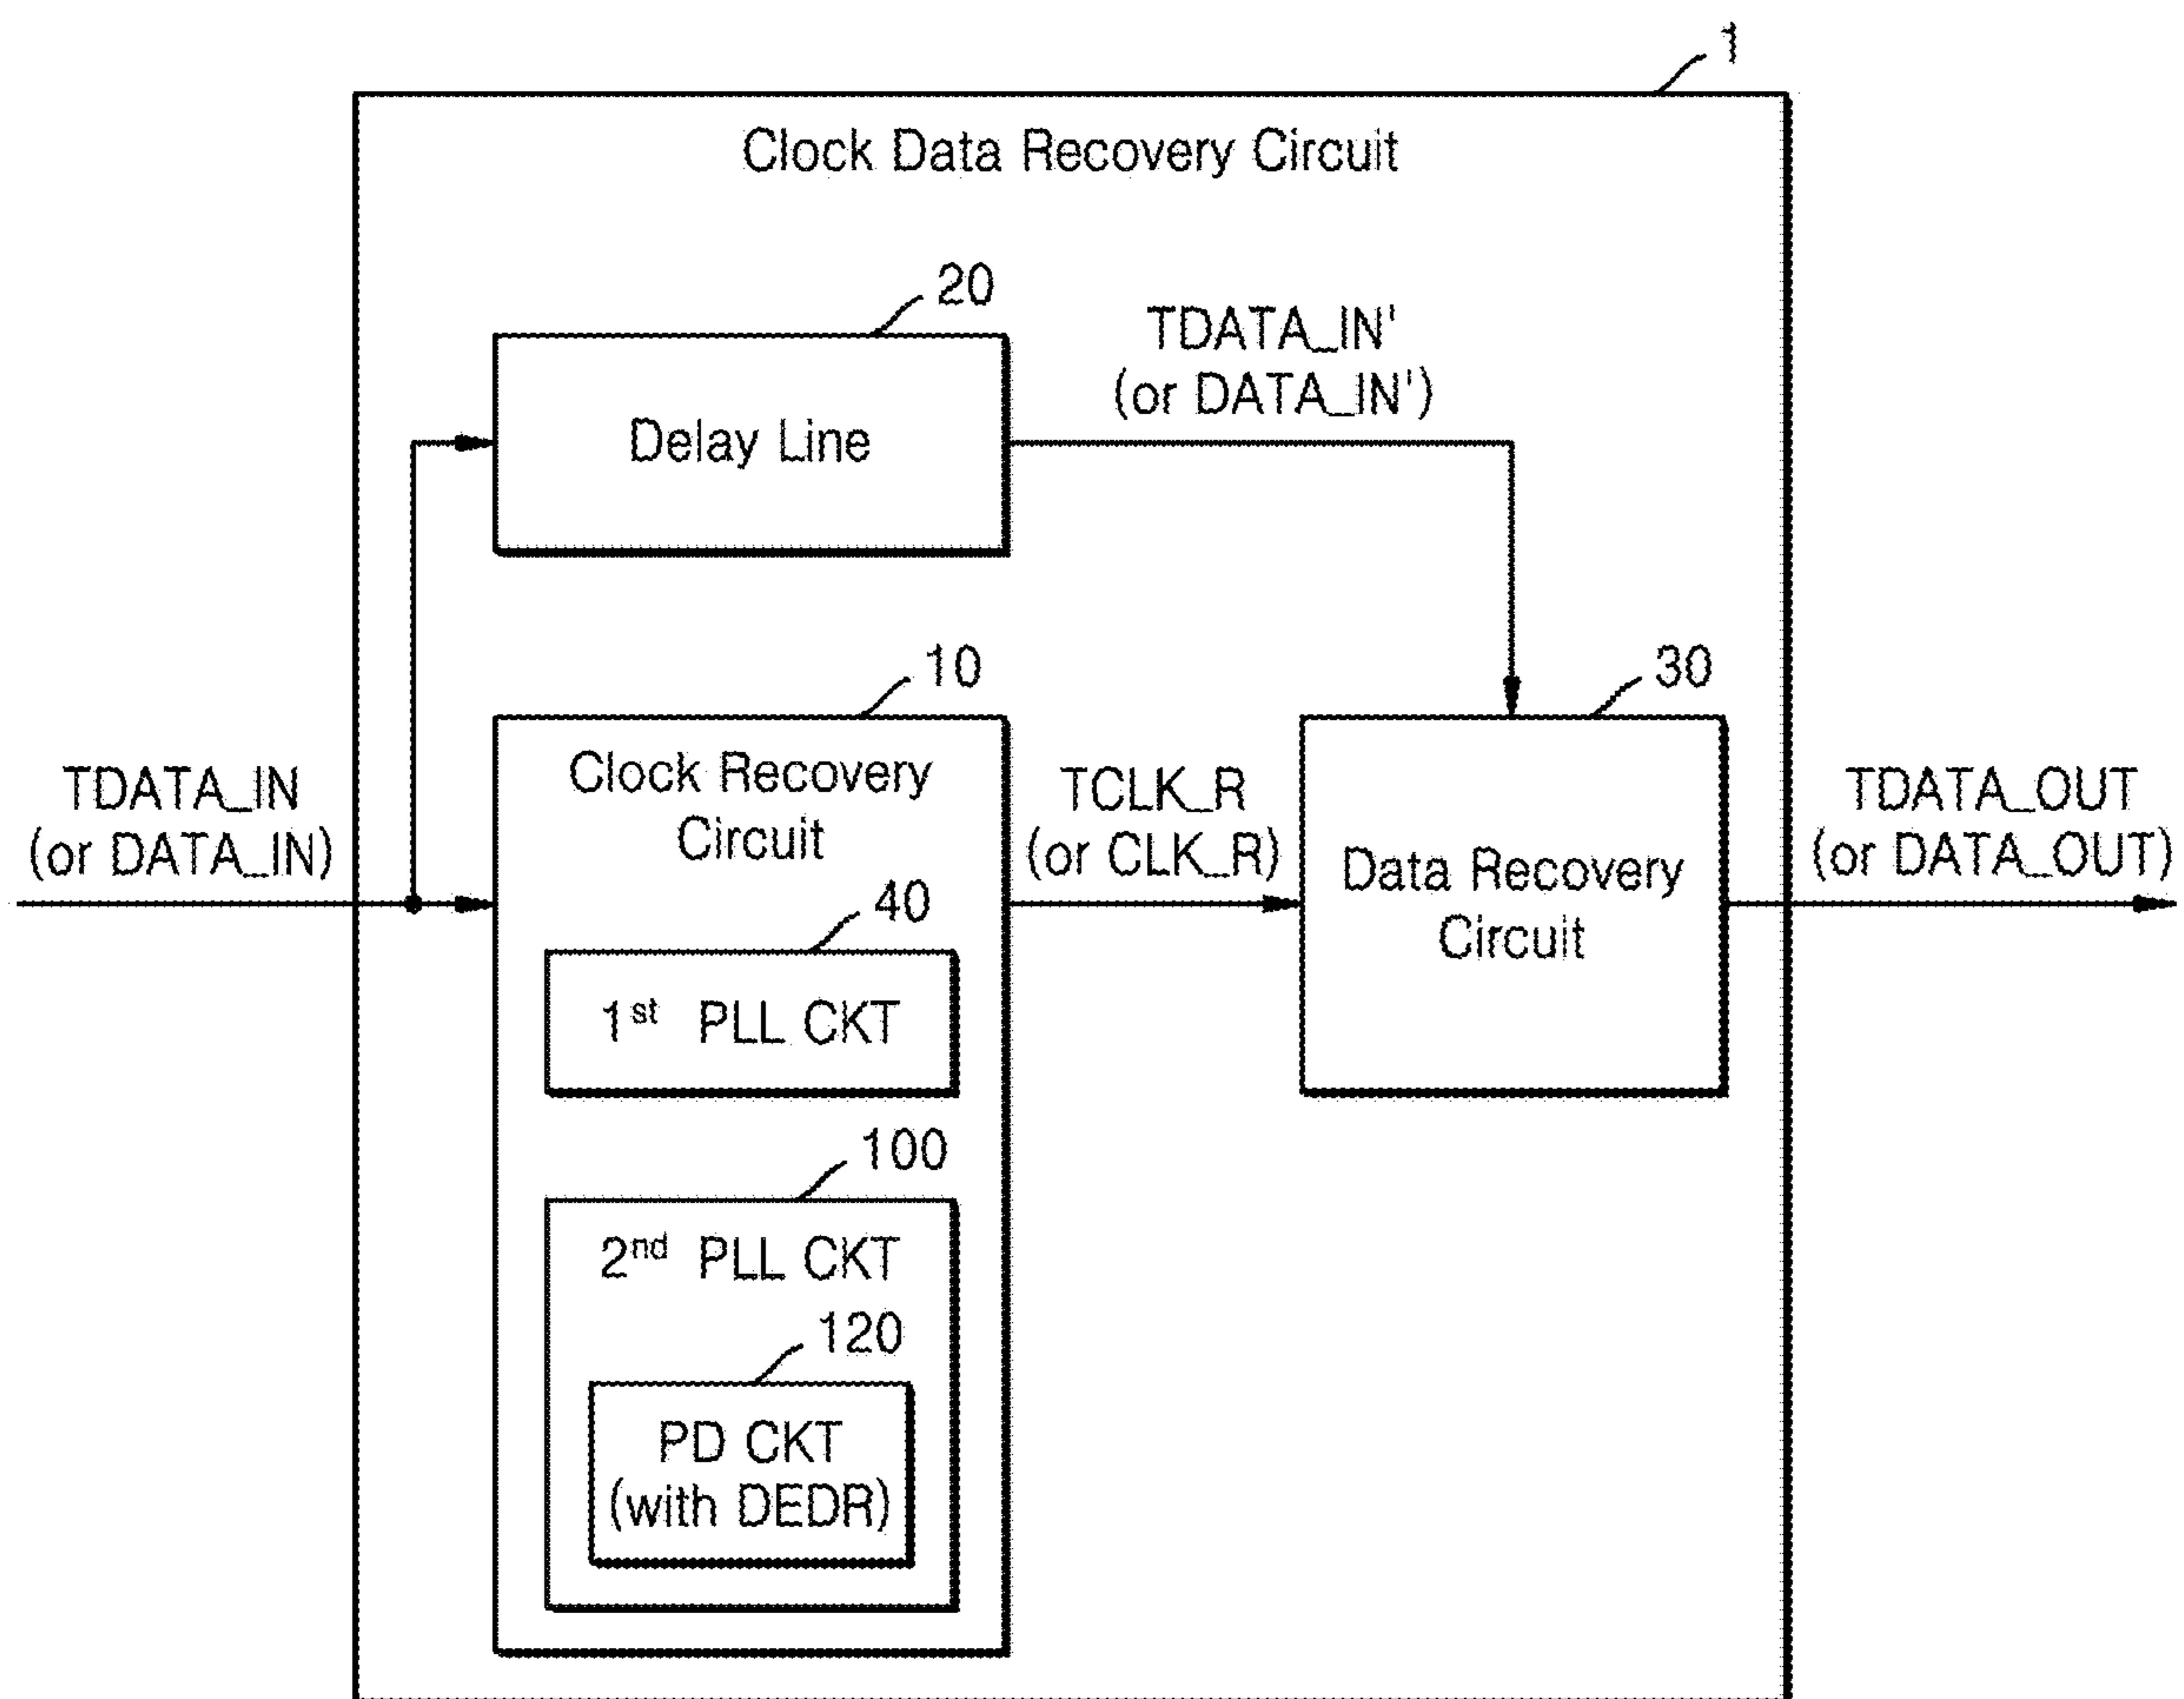 1
Clock Data Recovery Circuit
20
TDATA_IN'
(or DATA_IN')
Delay Line
10
30
Clock Recovery
Circuit
TDATA_IN
(or DATA_IN)
TCLK_R
(or CLK_R)
Data Recovery
Circuit
TDATA_OUT
(or DATA_OUT)
40
1st PLL CKT
100
2nd PLL CKT
120
PD CKT
(with DEDR)